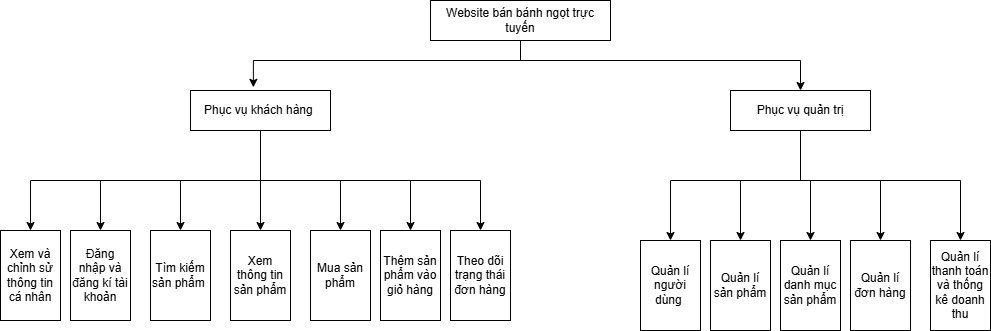 Website bán bánh ngọt trực
tuyến
Phục vụ khách hàng
Phục vụ quản trị
Xem và
chỉnh sử
thông tin
cá nhân
Đăng
nhập và
đăng kí tài
khoản
Tìm kiếm
sản phẩm
Xem
thông tin
sản phẩm
Mua sản
phẩm
Thêm sản
phẩm vào
giỏ hàng
Theo dõi
trạng thái
đơn hàng
Quản lí
người
dùng
Quản lí
sản phẩm
Quản lí
danh mục
sản phẩm
Quản lí
đơn hàng
Quản lí
thanh toán
và thống
kê doanh
thu